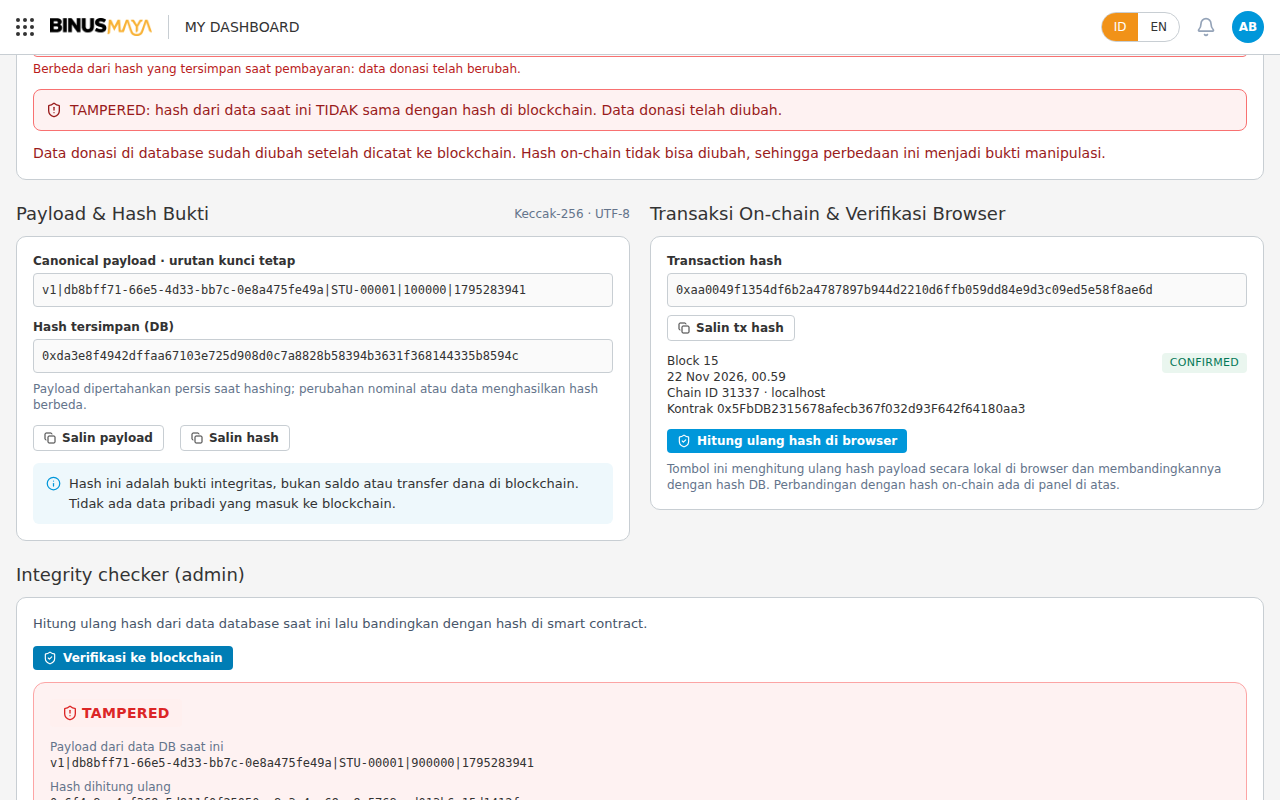 BINUSMAYA
MY DASHBOARD
ID
EN
AB
Berbeda dari hash yang tersimpan saat pembayaran: data donasi telah berubah.
TAMPERED: hash dari data saat ini TIDAK sama dengan hash di blockchain. Data donasi telah diubah.
Data donasi di database sudah diubah setelah dicatat ke blockchain. Hash on-chain tidak bisa diubah, sehingga perbedaan ini menjadi bukti manipulasi.
Payload & Hash Bukti
Keccak-256 · UTF-8
Canonical payload · urutan kunci tetap
v1|db8bff71-66e5-4d33-bb7c-0e8a475fe49a|STU-00001|100000|1795283941
Hash tersimpan (DB)
0xda3e8f4942dffaa67103e725d908d0c7a8828b58394b3631f368144335b8594c
Payload dipertahankan persis saat hashing; perubahan nominal atau data menghasilkan hash
berbeda.
Salin payload
Salin hash
Hash ini adalah bukti integritas, bukan saldo atau transfer dana di blockchain.
Tidak ada data pribadi yang masuk ke blockchain.
Transaksi On-chain & Verifikasi Browser
Transaction hash
0xaa0049f1354df6b2a4787897b944d2210d6ffb059dd84e9d3c09ed5e58f8ae6d
Salin tx hash
Block 15
CONFIRMED
22 Nov 2026, 00.59
Chain ID 31337 · localhost
Kontrak 0x5FbDB2315678afecb367f032d93F642f64180aa3
Hitung ulang hash di browser
Tombol ini menghitung ulang hash payload secara lokal di browser dan membandingkannya
dengan hash DB. Perbandingan dengan hash on-chain ada di panel di atas.
Integrity checker (admin)
Hitung ulang hash dari data database saat ini lalu bandingkan dengan hash di smart contract.
Verifikasi ke blockchain
TAMPERED
Payload dari data DB saat ini
v1|db8bff71-66e5-4d33-bb7c-0e8a475fe49a|STU-00001|900000|1795283941
Hash dihitung ulang